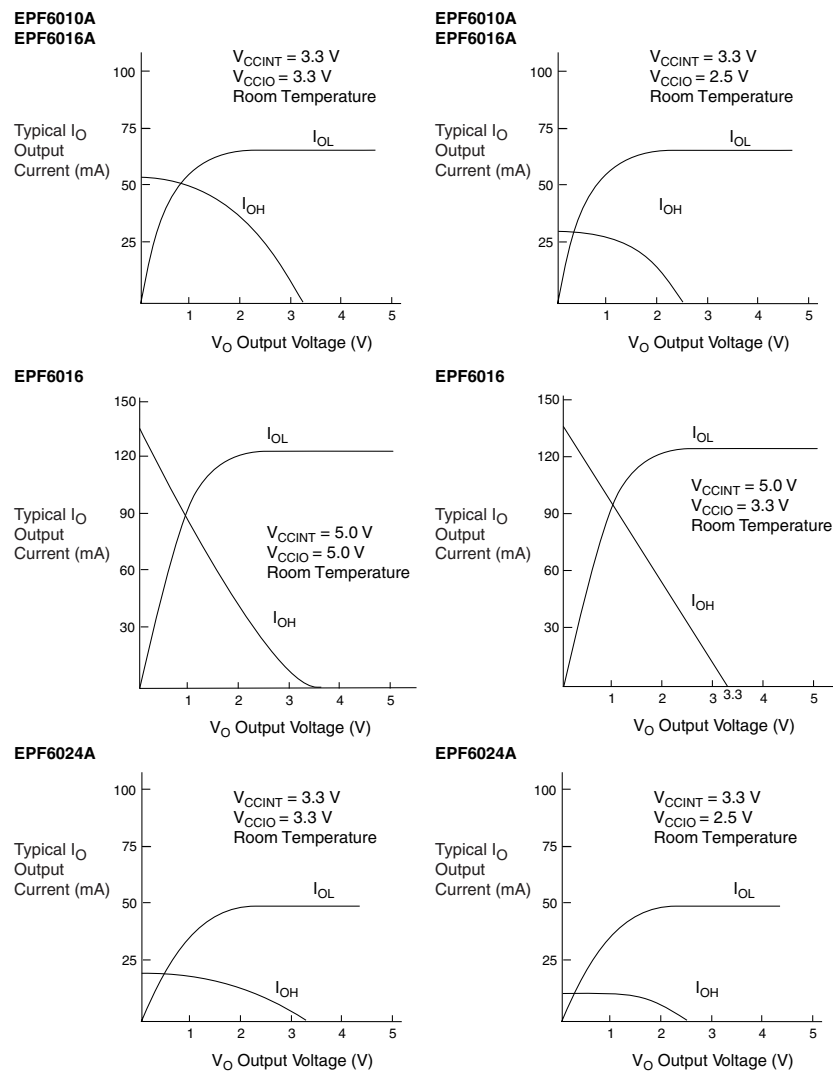 EPF6010A
EPF6016A
VCCINT = 3.3 V
VCCIO = 3.3 V
Room Temperature
Typical IO
Output
Current (mA)
100
75
50
25
IOL
IOH
1 2 3 4 5
VO Output Voltage (V)
EPF6010A
EPF6016A
VCCINT = 3.3 V
VCCIO = 2.5 V
Room Temperature
Typical IO
Output
Current (mA)
100
75
50
25
IOL
IOH
1 2 3 4 5
VO Output Voltage (V)
EPF6016
150
120
90
60
30
Typical IO
Output
Current (mA)
IOL
VCCINT = 5.0 V
VCCIO = 5.0 V
Room Temperature
IOH
1 2 3 4 5
VO Output Voltage (V)
EPF6016
150
120
90
60
30
Typical IO
Output
Current (mA)
IOL
VCCINT = 5.0 V
VCCIO = 3.3 V
Room Temperature
IOH
1 2 3 3.3 4 5
VO Output Voltage (V)
EPF6024A
VCCINT = 3.3 V
VCCIO = 3.3 V
Room Temperature
Typical IO
Output
Current (mA)
100
75
50
25
IOL
IOH
1 2 3 4 5
VO Output Voltage (V)
EPF6024A
VCCINT = 3.3 V
VCCIO = 2.5 V
Room Temperature
Typical IO
Output
Current (mA)
100
75
50
25
IOL
IOH
1 2 3 4 5
VO Output Voltage (V)